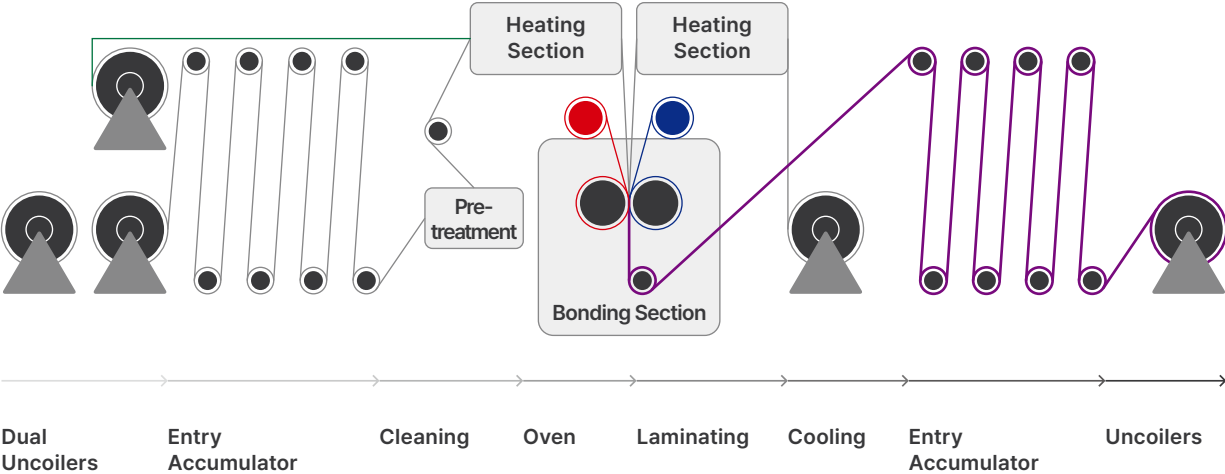 Heating
Section
Heating
Section
Pre-
treatment
Bonding Section
Dual
Uncoilers
Entry
Accumulator
Cleaning
Oven
Laminating
Cooling
Entry
Accumulator
Uncoilers